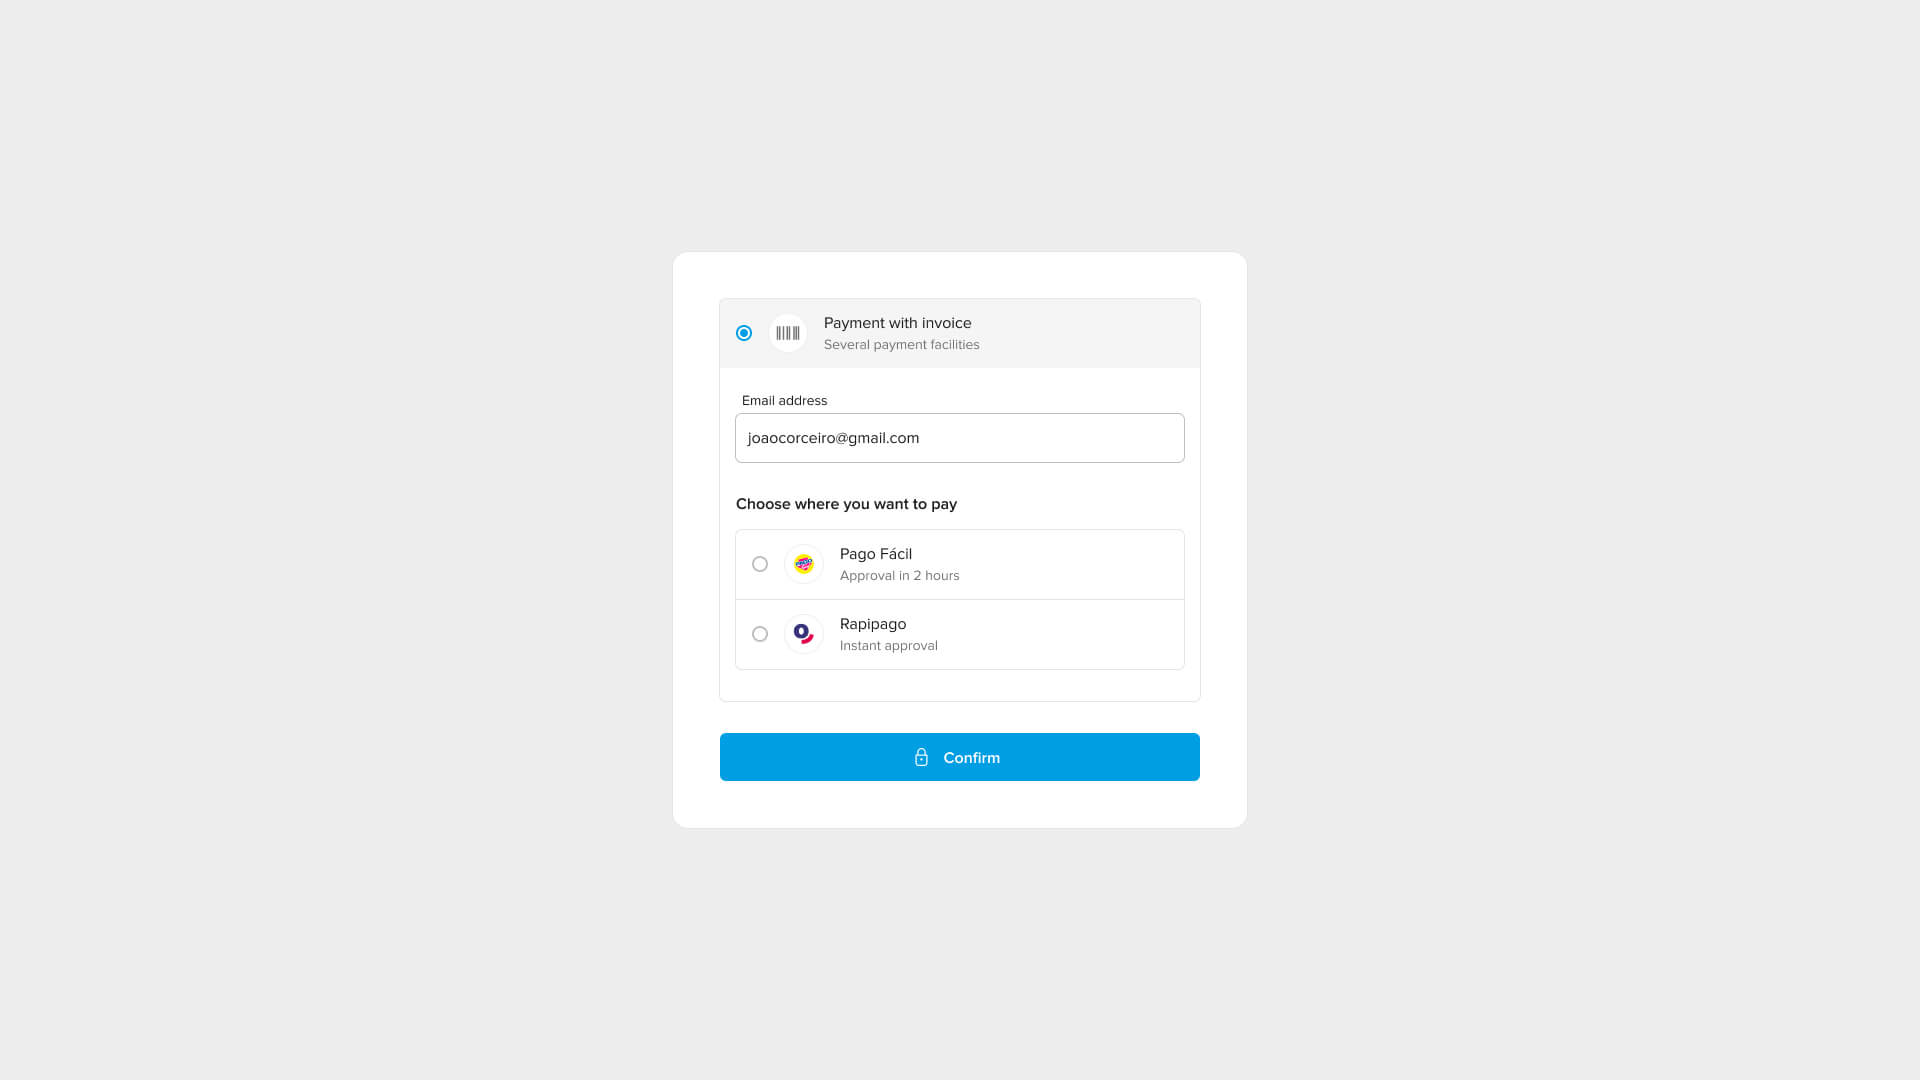 Payment with invoice
Several payment facilities
Email address
joaocorceiro@gmail.com
Choose where you want to pay
Pago Fácil
Approval in 2 hours
Rapipago
Instant approval
Confirm